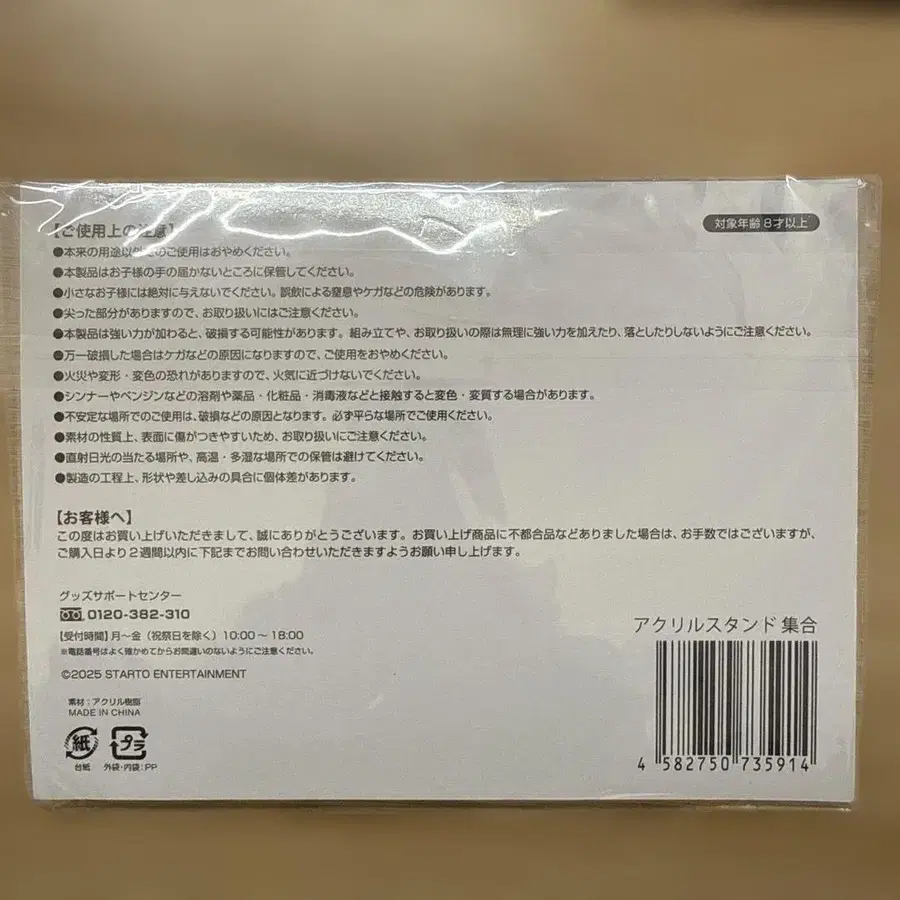 【ご使用上の注意】
対象年齢 8才以上
●本来の用途以外でのご使用はおやめください。
●本製品はお子様の手の届かないところに保管してください。
●小さなお子様には絶対に与えないでください。誤飲による窒息やケガなどの危険があります。
●尖った部分がありますので、お取り扱いにはご注意ください。
●本製品は強い力が加わると、破損する可能性があります。組み立てや、お取り扱いの際は無理に強い力を加えたり、落としたりしないようにご注意ください。
●万一破損した場合はケガなどの原因になりますので、ご使用をおやめください。
●火災や変形・変色の恐れがありますので、火気に近づけないでください。
●シンナーやベンジンなどの溶剤や薬品・化粧品・消毒液などと接触すると変色・変質する場合があります。
●不安定な場所でのご使用は、破損などの原因となります。必ず平らな場所でご使用ください。
●素材の性質上、表面に傷がつきやすいため、お取り扱いにご注意ください。
●直射日光の当たる場所や、高温・多湿な場所での保管は避けてください。
●製造の工程上、形状や差し込みの具合に個体差があります。
【お客様へ】
この度はお買い上げいただきまして、誠にありがとうございます。お買い上げ商品に不都合品などありました場合は、お手数ではございますが、
ご購入日より2週間以内に下記までお問い合わせいただきますようお願い申し上げます。
グッズサポートセンター
0120-382-310
【受付時間】月〜金（祝祭日を除く）10:00〜18:00
※電話番号はよく確かめてからお間違いのないようにご注意ください。
©2025 STARTO ENTERTAINMENT
アクリルスタンド 集合
素材：アクリル樹脂
MADE IN CHINA
紙
プラ
台紙
外袋・内袋：PP
4 582750 735914